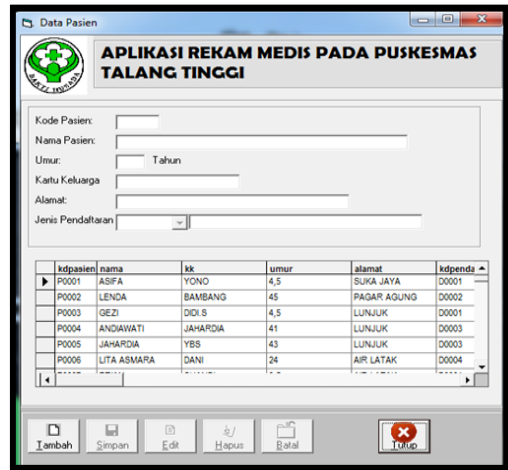 Data Pasien
APLIKASI REKAM MEDIS PADA PUSKESMAS
TALANG TINGGI
BAKTI HUSADA
Kode Pasien:
Nama Pasien:
Umur: Tahun
Kartu Keluarga
Alamat:
Jenis Pendaftaran
kdpasien nama kk umur alamat kdpenda
P0001 ASIFA YONO 4,5 SUKA JAYA D0001
P0002 LENDA BAMBANG 45 PAGAR AGUNG D0002
P0003 GEZI DIDI.S 4,5 LUNJUK D0001
P0004 ANDIAWATI JAHARDIA 41 LUNJUK D0003
P0005 JAHARDIA YBS 43 LUNJUK D0003
P0006 LITA ASMARA DANI 24 AIR LATAK D0004
Tambah Simpan Edit Hapus Batal Tutup